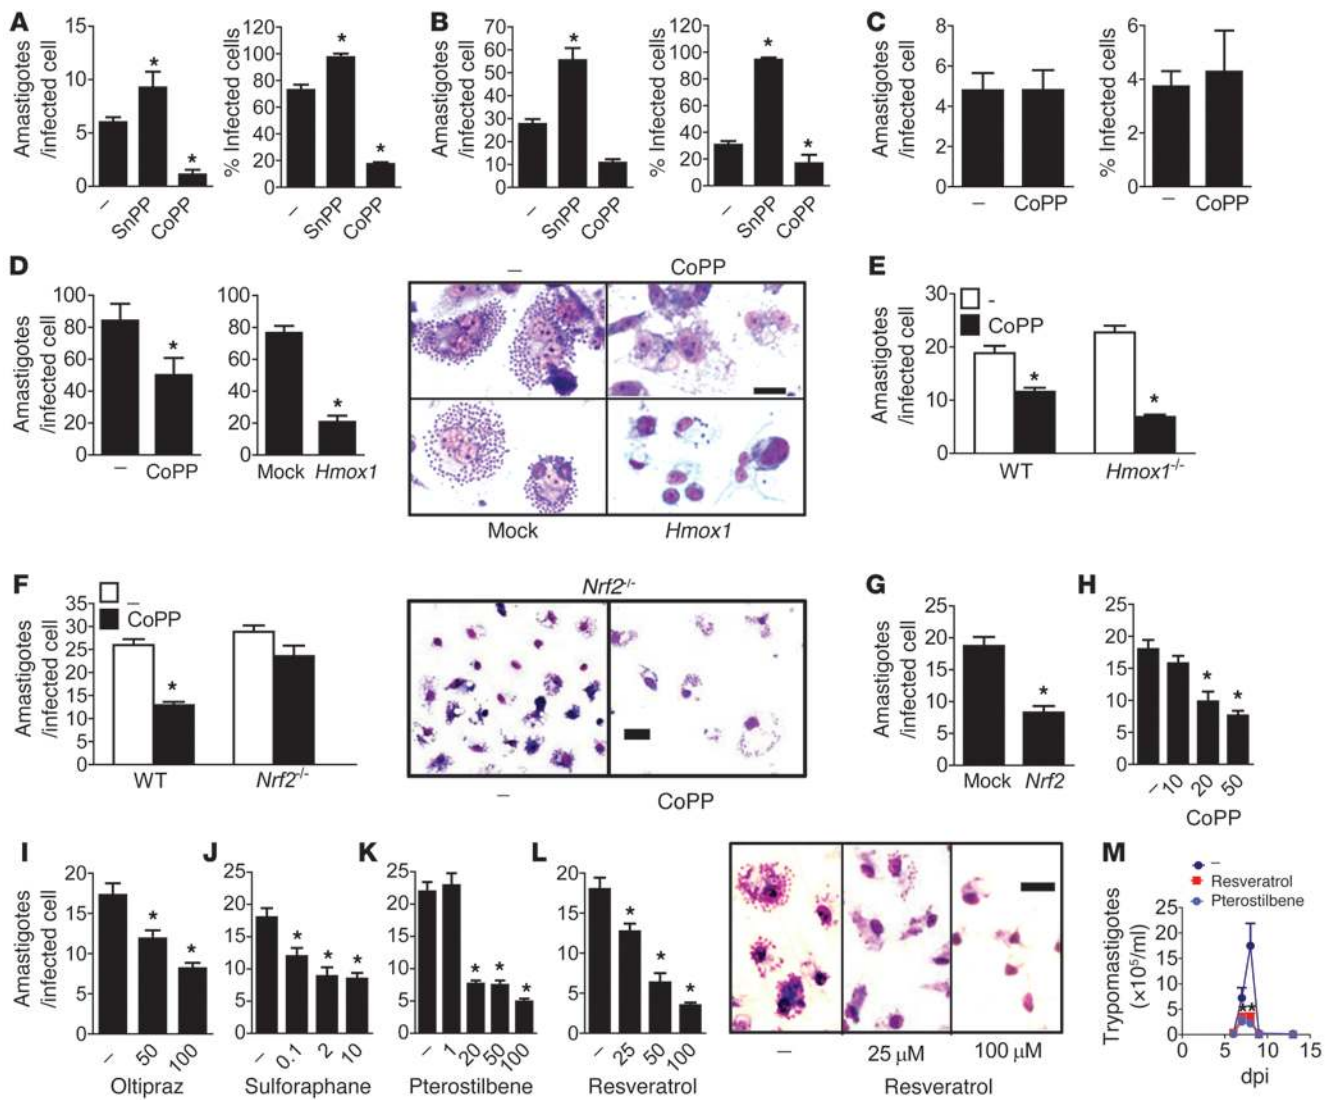 A
Amastigotes
/infected cell
15
10
5
0
*
*
–
SnPP
CoPP
% Infected cells
120
100
80
60
40
20
0
*
*
–
SnPP
CoPP
B
Amastigotes
/infected cell
70
60
50
40
30
20
10
0
*
–
SnPP
CoPP
% Infected cells
120
100
80
60
40
20
0
*
*
–
SnPP
CoPP
C
Amastigotes
/infected cell
8
6
4
2
0
– CoPP
% Infected cells
6
4
2
0
– CoPP
D
Amastigotes
/infected cell
100
80
60
40
20
0
*
– CoPP
100
80
60
40
20
0
*
Mock Hmox1
– CoPP
Mock Hmox1
E
Amastigotes
/infected cell
30
20
10
0
-
CoPP
*
*
WT Hmox1-/-
F
Amastigotes
/infected cell
35
30
25
20
15
10
5
0
–
CoPP
*
WT Nrf2-/-
Nrf2-/-
– CoPP
G
Amastigotes
/infected cell
25
20
15
10
5
0
*
Mock Nrf2
H
25
20
15
10
5
0
*
*
– 10 20 50
CoPP
I
Amastigotes
/infected cell
20
15
10
5
0
*
*
– 50 100
Oltipraz
J
25
20
15
10
5
0
*
*
*
– 0.1 2 10
Sulforaphane
K
25
20
15
10
5
0
*
*
*
– 1 20 50 100
Pterostilbene
L
20
15
10
5
0
*
*
*
– 25 50 100
Resveratrol
– 25 μM 100 μM
Resveratrol
M
–
Resveratrol
Pterostilbene
Trypomastigotes
(×10⁵/ml)
25
20
15
10
5
0
**
0 5 10 15
dpi